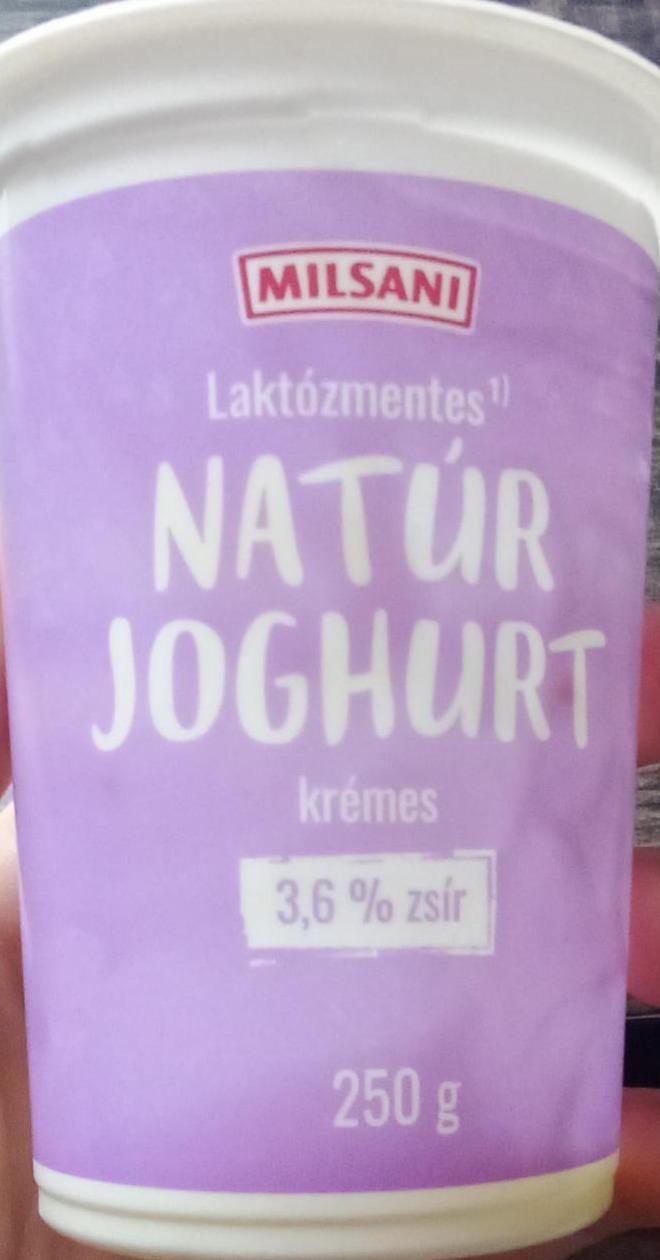 MILSANI
Laktózmentes¹⁾
NATÚR
JOGHURT
krémes
3,6 % zsír
250 g